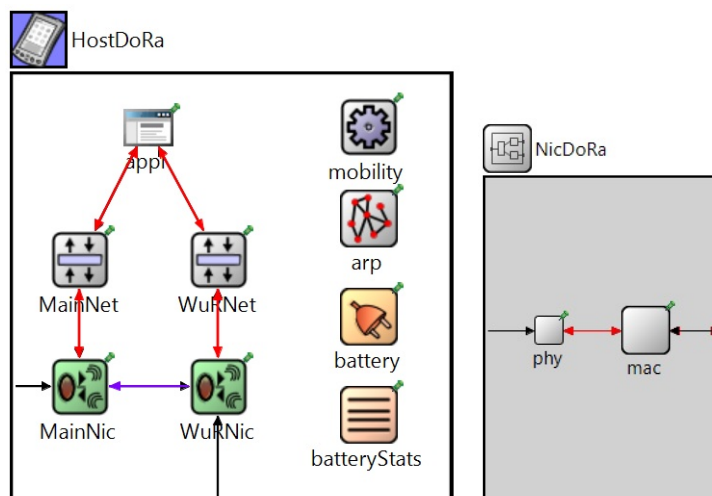 HostDoRa
appl
mobility
NicDoRa
arp
MainNet
WuRNet
battery
phy
mac
MainNic
WuRNic
batteryStats